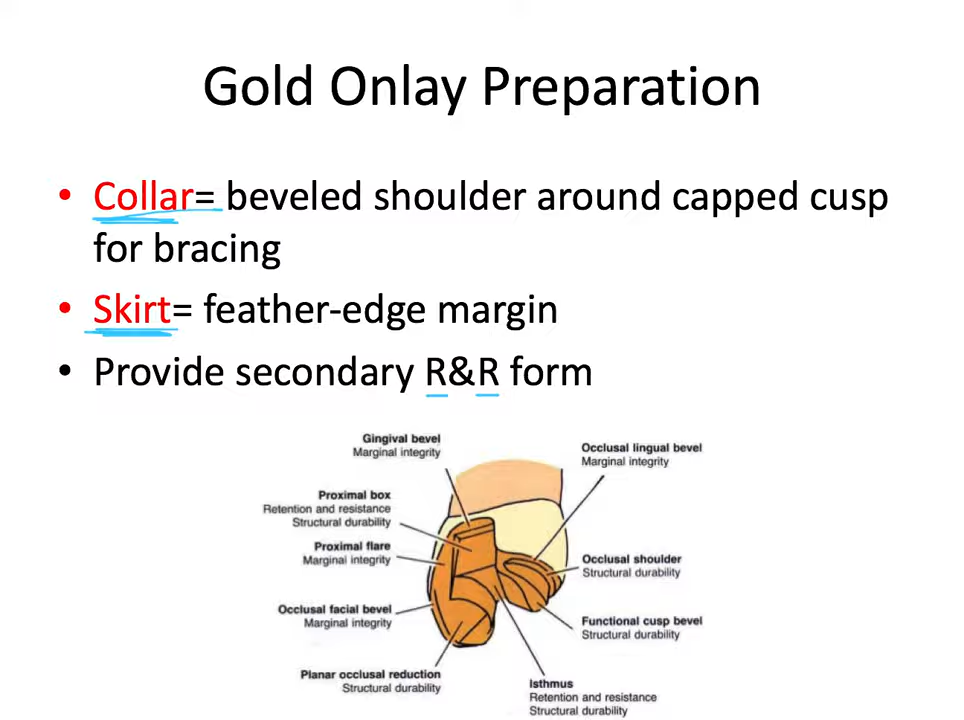 Gold Onlay Preparation
• Collar= beveled shoulder around capped cusp
for bracing
• Skirt= feather-edge margin
• Provide secondary R&R form
Gingival bevel
Marginal integrity
Occlusal lingual bevel
Marginal integrity
Proximal box
Retention and resistance
Structural durability
Proximal flare
Marginal integrity
Occlusal shoulder
Structural durability
Occlusal facial bevel
Marginal integrity
Functional cusp bevel
Structural durability
Planar occlusal reduction
Structural durability
Isthmus
Retention and resistance
Structural durability